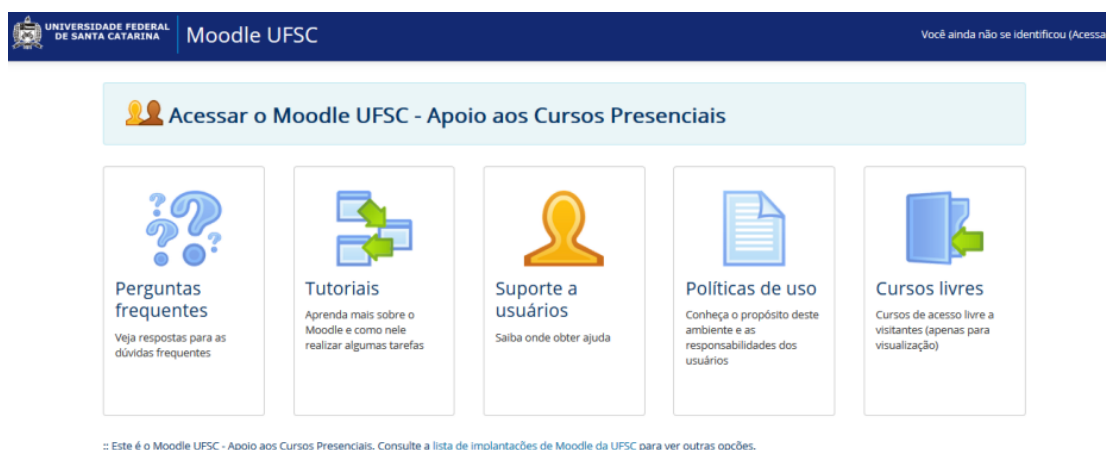 UNIVERSIDADE FEDERAL
DE SANTA CATARINA
Moodle UFSC
Você ainda não se identificou (Acessa
Acessar o Moodle UFSC - Apoio aos Cursos Presenciais
Perguntas
frequentes
Veja respostas para as
dúvidas frequentes
Tutoriais
Aprenda mais sobre o
Moodle e como nele
realizar algumas tarefas
Suporte a
usuários
Saiba onde obter ajuda
Políticas de uso
Conheça o propósito deste
ambiente e as
responsabilidades dos
usuários
Cursos livres
Cursos de acesso livre a
visitantes (apenas para
visualização)
:: Este é o Moodle UFSC - Apoio aos Cursos Presenciais. Consulte a lista de implantações de Moodle da UFSC para ver outras opções.